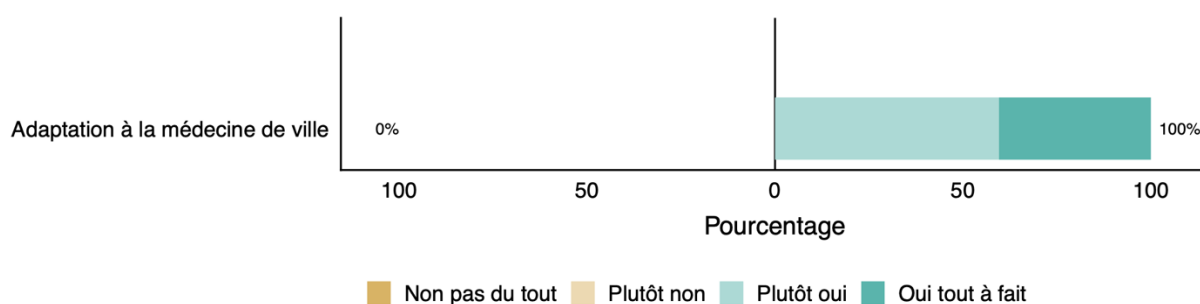 Adaptation à la médecine de ville
0%
100%
100
50
0
50
100
Pourcentage
Non pas du tout
Plutôt non
Plutôt oui
Oui tout à fait